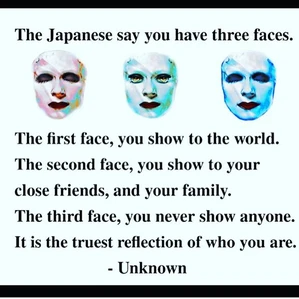 The Japanese say you have three faces.
The first face, you show to the world.
The second face, you show to your
close friends, and your family.
The third face, you never show anyone.
It is the truest reflection of who you are.
- Unknown